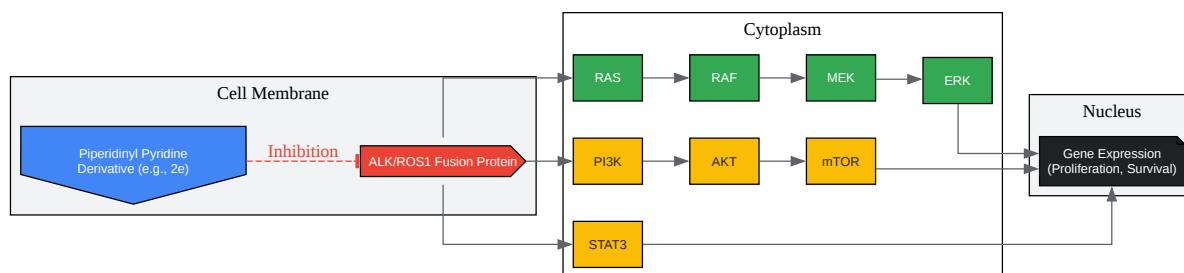 Cell Membrane
Piperidinyl Pyridine
Derivative (e.g., 2e)
Inhibition
ALK/ROS1 Fusion Protein
Cytoplasm
RAS
RAF
MEK
ERK
PI3K
AKT
mTOR
STAT3
Nucleus
Gene Expression
(Proliferation, Survival)